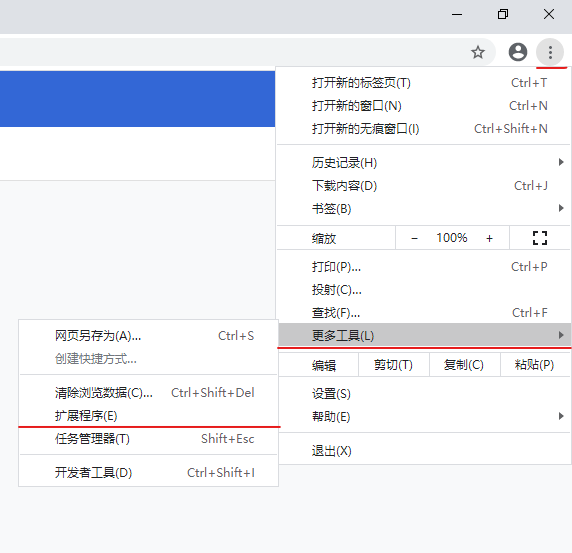 打开新的标签页(T) Ctrl+T
打开新的窗口(N) Ctrl+N
打开新的无痕窗口(I) Ctrl+Shift+N
历史记录(H)
下载内容(D) Ctrl+J
书签(B)
缩放 − 100% +
打印(P)... Ctrl+P
投射(C)...
查找(F)... Ctrl+F
更多工具(L)
编辑 剪切(T) 复制(C) 粘贴(P)
设置(S)
帮助(E)
退出(X)
网页另存为(A)... Ctrl+S
创建快捷方式...
清除浏览数据(C)... Ctrl+Shift+Del
扩展程序(E)
任务管理器(T) Shift+Esc
开发者工具(D) Ctrl+Shift+I